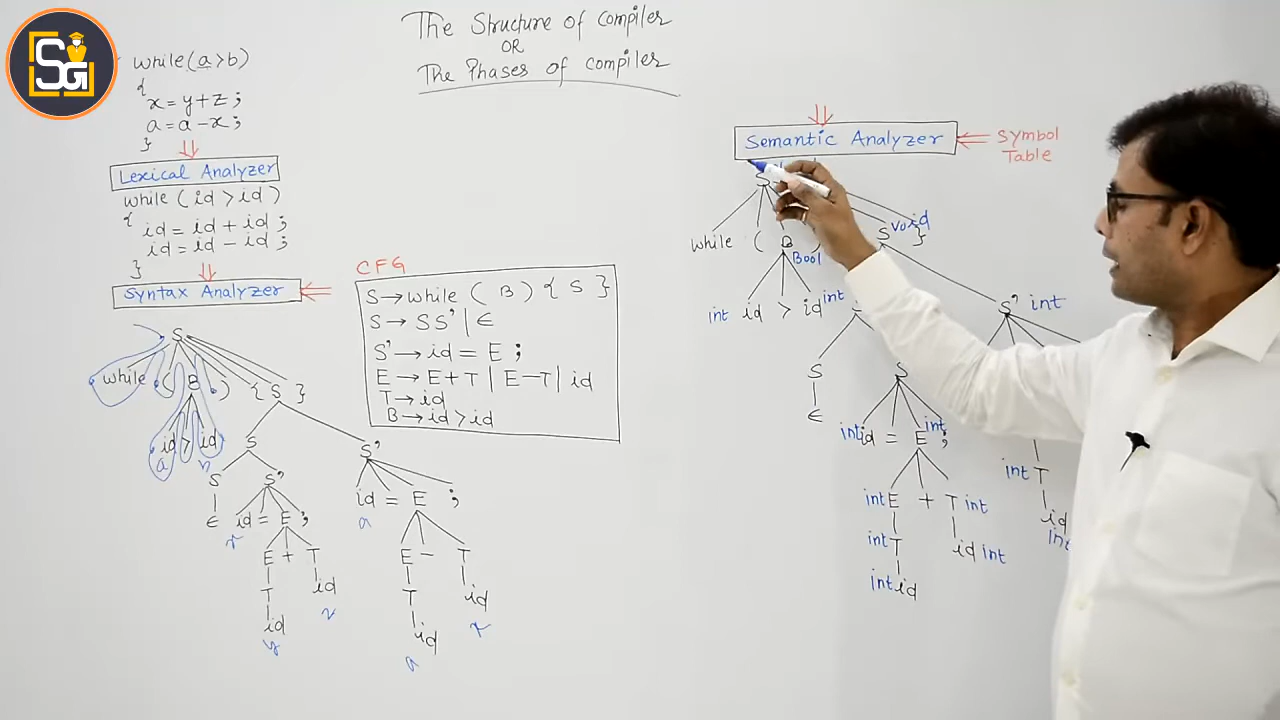 SG
The Structure of compiler
OR
The Phases of compiler
while(a>b)
{
x=y+z;
a=a-x;
}
Lexical Analyzer
while(id>id)
{
id=id+id;
id=id-id;
}
Syntax Analyzer
S
while ( B ) { S }
id > id
a
S S'
S S'
ϵ id = E ;
E + T
T id
id
y
id = E ;
a
E - T
T id
id
a
CFG
S→while ( B ) { S }
S→ SS' | ϵ
S'→id = E ;
E→ E+T | E-T | id
T→id
B→id>id
Semantic Analyzer
Symbol
Table
S
while ( B ) S void }
Bool
int id > id int
S' int
S S
ϵ
int id = E int ;
int E + T int
int T id int
int id
int T
id
int